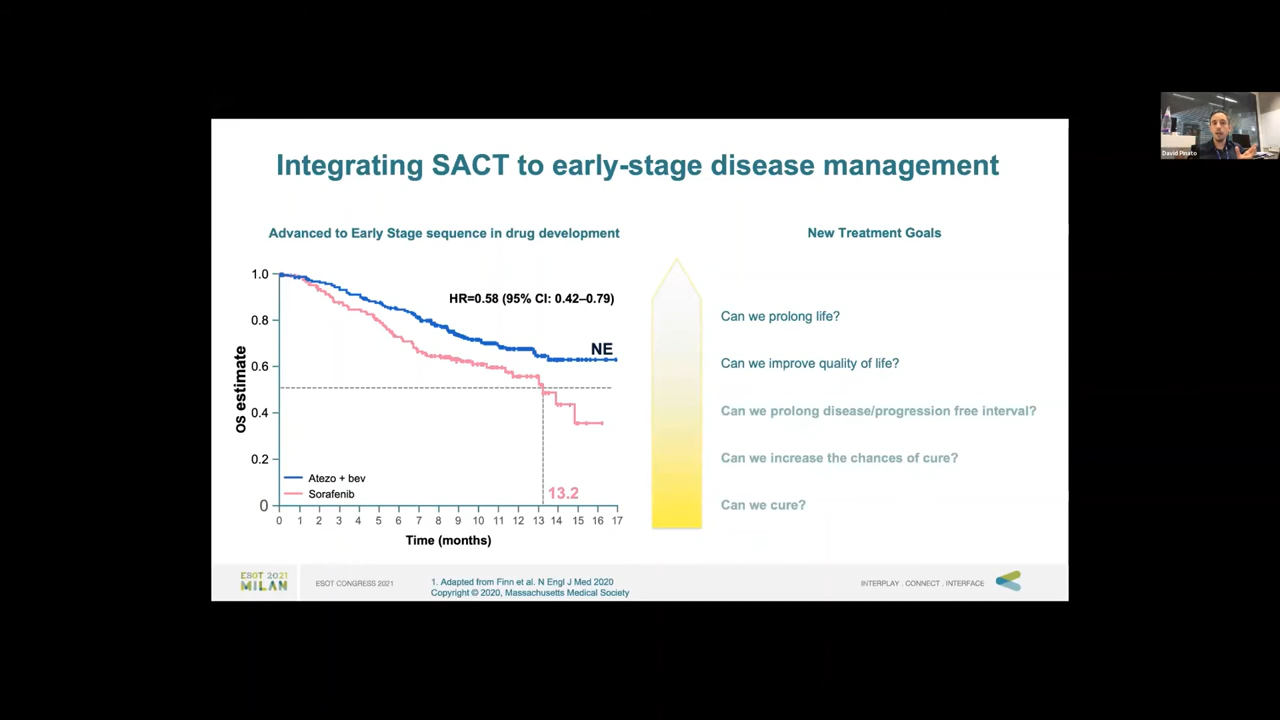 David Pinato
Integrating SACT to early-stage disease management
Advanced to Early Stage sequence in drug development
1.0
0.8
0.6
0.4
0.2
0
OS estimate
HR=0.58 (95% CI: 0.42–0.79)
NE
13.2
Atezo + bev
Sorafenib
0 1 2 3 4 5 6 7 8 9 10 11 12 13 14 15 16 17
Time (months)
New Treatment Goals
Can we prolong life?
Can we improve quality of life?
Can we prolong disease/progression free interval?
Can we increase the chances of cure?
Can we cure?
ESOT 2021
MILAN
ESOT CONGRESS 2021
1. Adapted from Finn et al. N Engl J Med 2020
Copyright © 2020, Massachusetts Medical Society
INTERPLAY . CONNECT . INTERFACE